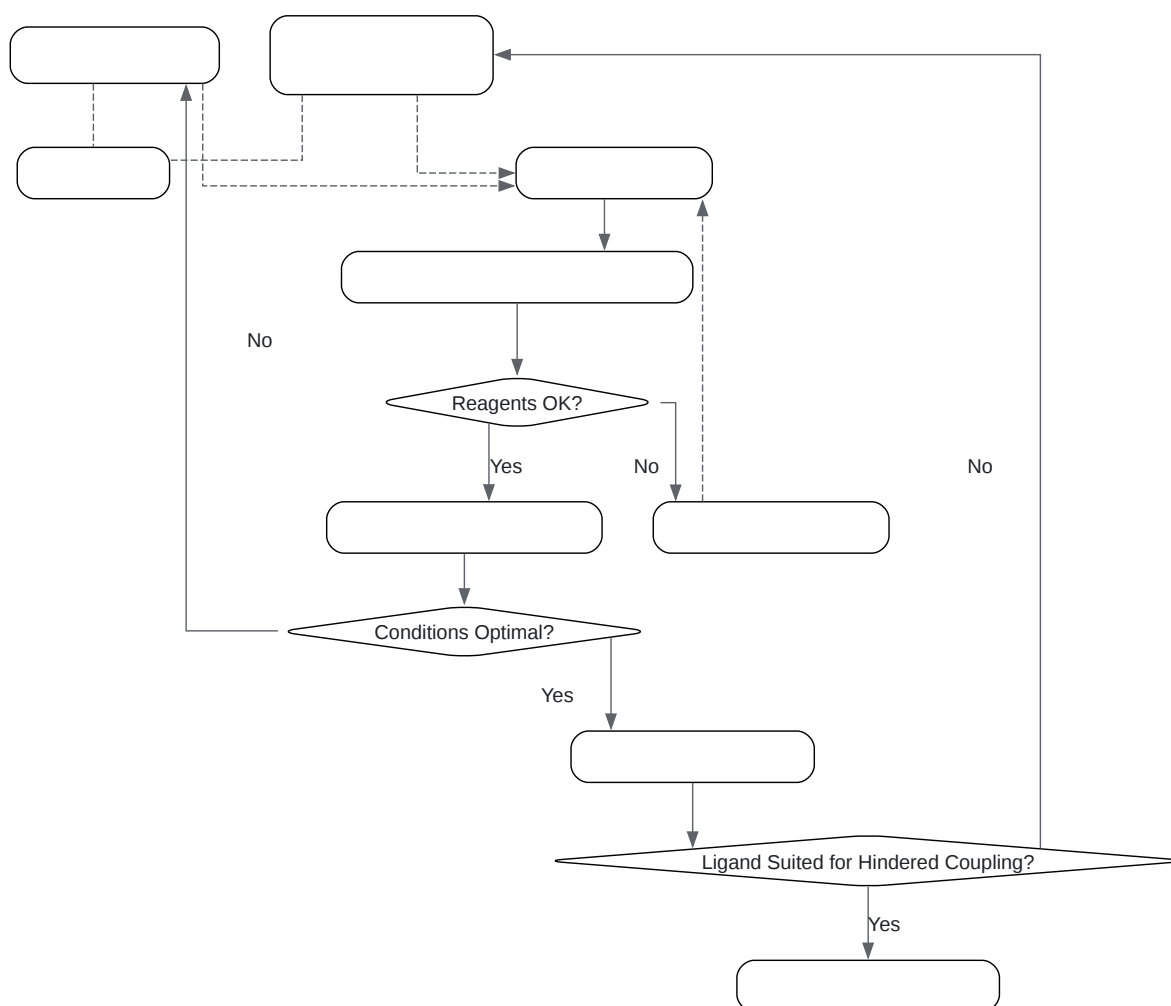 No
Reagents OK?
Yes
No
No
Conditions Optimal?
Yes
Ligand Suited for Hindered Coupling?
Yes